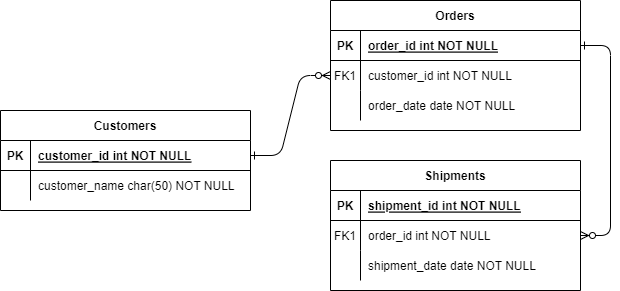 Orders
PK order_id int NOT NULL
FK1 customer_id int NOT NULL
order_date date NOT NULL
Customers
PK customer_id int NOT NULL
customer_name char(50) NOT NULL
Shipments
PK shipment_id int NOT NULL
FK1 order_id int NOT NULL
shipment_date date NOT NULL